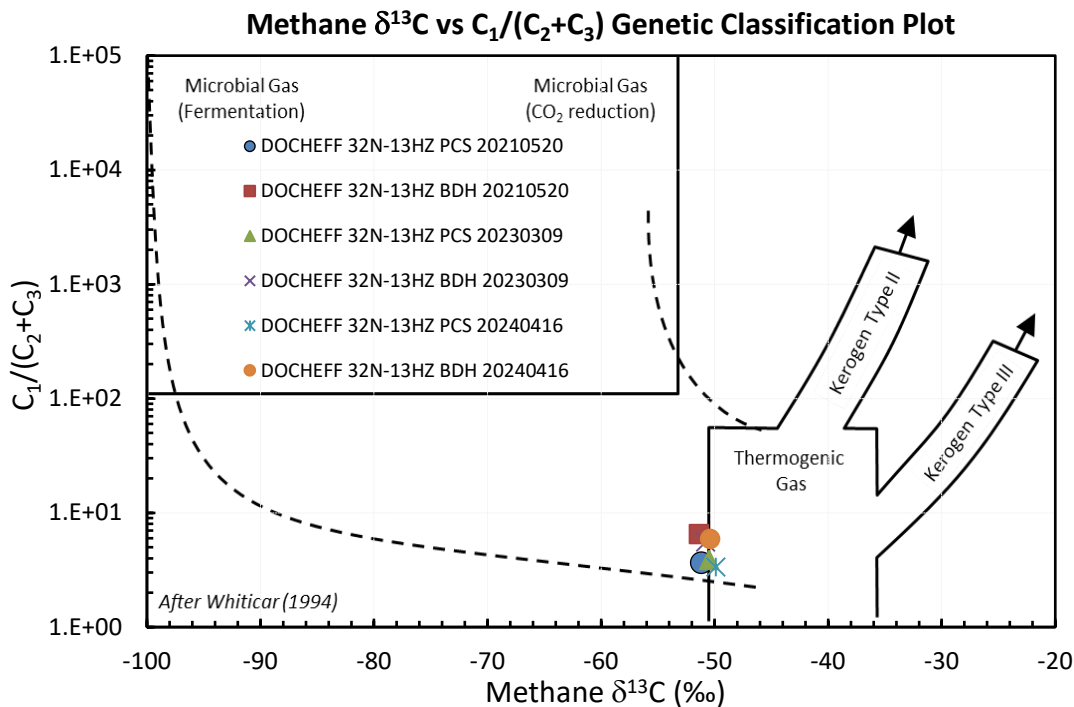 Methane δ¹³C vs C₁/(C₂+C₃) Genetic Classification Plot
C₁/(C₂+C₃)
1.E+05
1.E+04
1.E+03
1.E+02
1.E+01
1.E+00
Microbial Gas
(Fermentation)
Microbial Gas
(CO₂ reduction)
DOCHEFF 32N-13HZ PCS 20210520
DOCHEFF 32N-13HZ BDH 20210520
DOCHEFF 32N-13HZ PCS 20230309
DOCHEFF 32N-13HZ BDH 20230309
DOCHEFF 32N-13HZ PCS 20240416
DOCHEFF 32N-13HZ BDH 20240416
Kerogen Type II
Kerogen Type III
Thermogenic
Gas
After Whiticar (1994)
-100
-90
-80
-70
-60
-50
-40
-30
-20
Methane δ¹³C (‰)